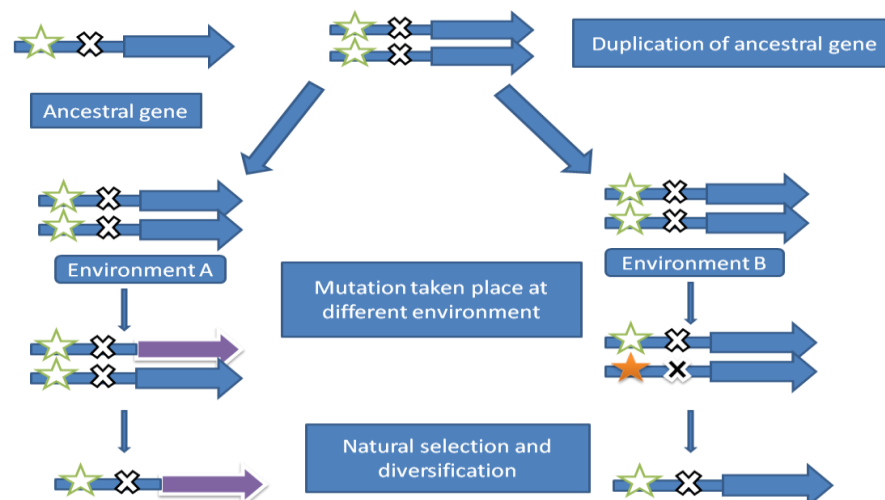 Duplication of ancestral gene
Ancestral gene
Environment A
Environment B
Mutation taken place at
different environment
Natural selection and
diversification